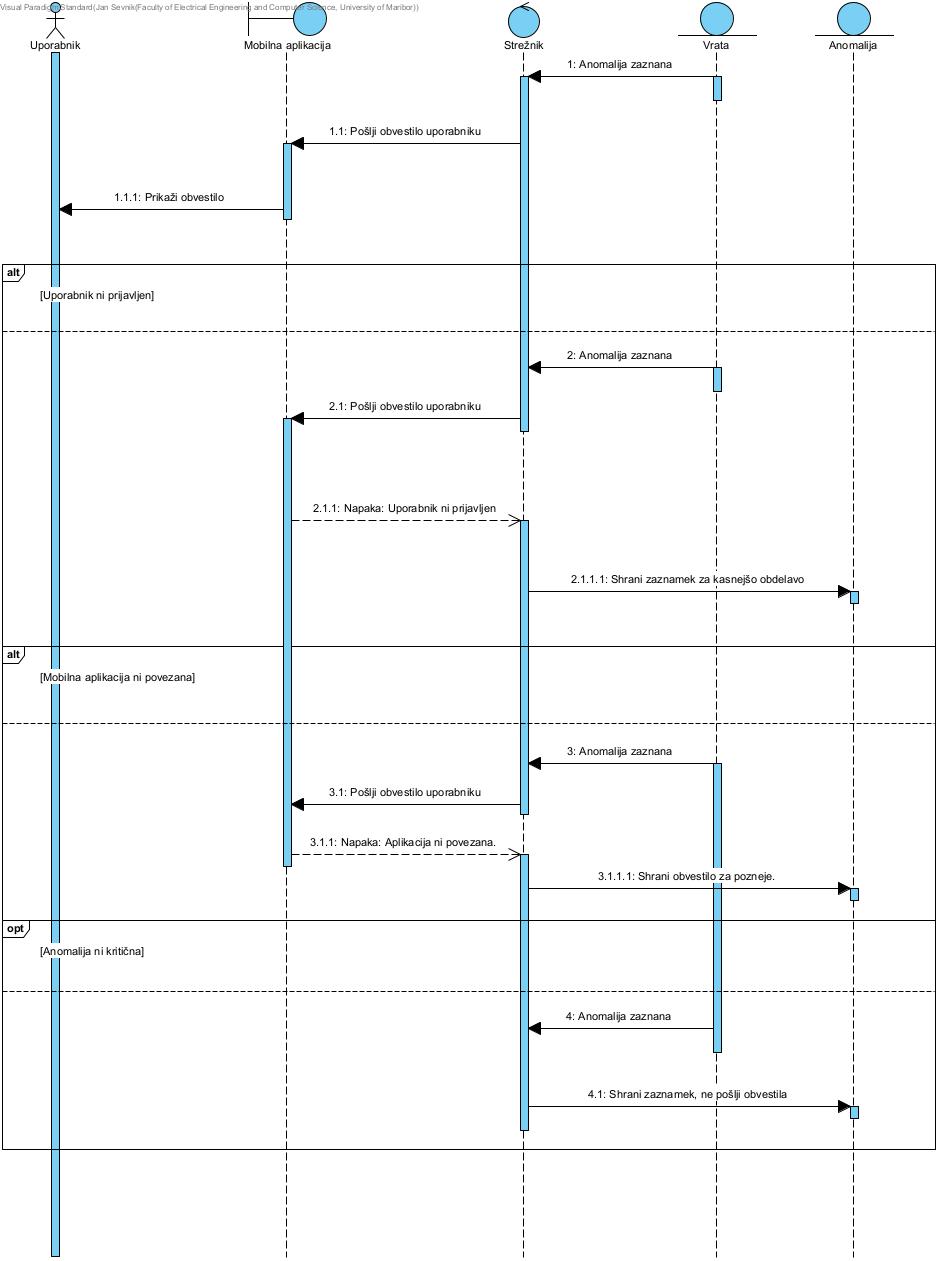 Visual Paradigm Standard(Jan Sevnik(Faculty of Electrical Engineering and Computer Science, University of Maribor))
Uporabnik
Mobilna aplikacija
Strežnik
Vrata
Anomalija
1: Anomalija zaznana
1.1: Pošlji obvestilo uporabniku
1.1.1: Prikaži obvestilo
alt
[Uporabnik ni prijavljen]
2: Anomalija zaznana
2.1: Pošlji obvestilo uporabniku
2.1.1: Napaka: Uporabnik ni prijavljen
2.1.1.1: Shrani zaznamek za kasnejšo obdelavo
alt
[Mobilna aplikacija ni povezana]
3: Anomalija zaznana
3.1: Pošlji obvestilo uporabniku
3.1.1: Napaka: Aplikacija ni povezana.
3.1.1.1: Shrani obvestilo za pozneje.
opt
[Anomalija ni kritična]
4: Anomalija zaznana
4.1: Shrani zaznamek, ne pošlji obvestila